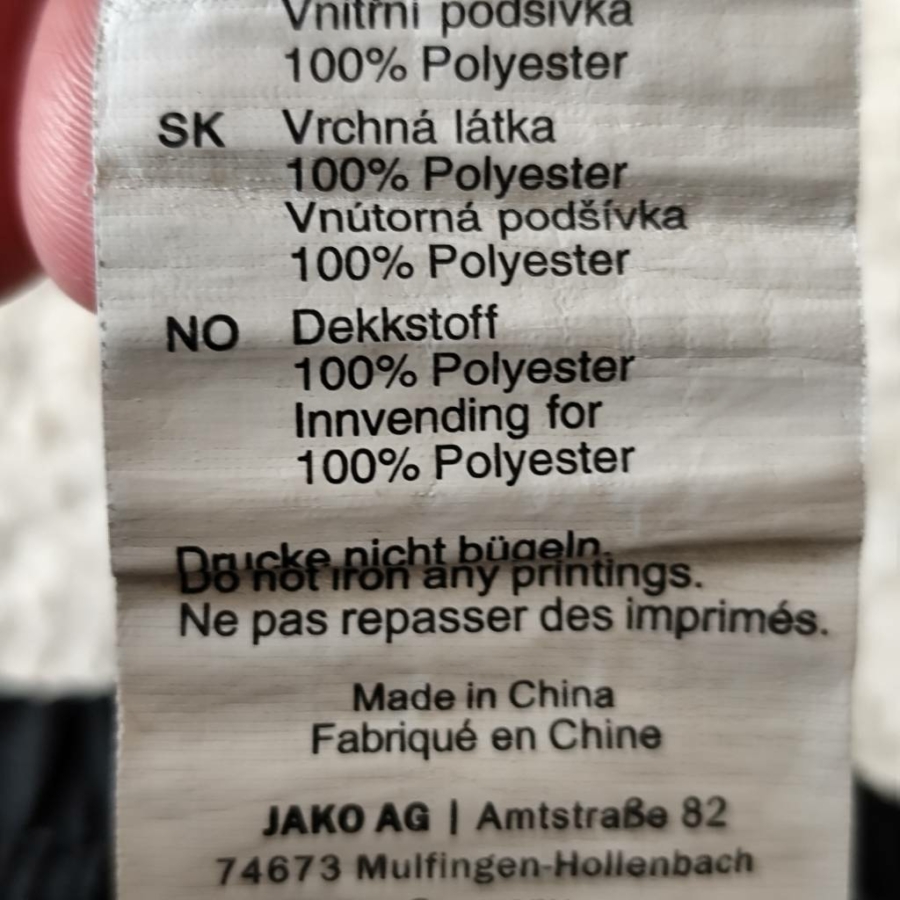 Vnitřní podšívka
100% Polyester
SK Vrchná látka
100% Polyester
Vnútorná podšívka
100% Polyester
NO Dekkstoff
100% Polyester
Innvending for
100% Polyester
Drucke nicht bügeln.
Do not iron any printings.
Ne pas repasser des imprimés.
Made in China
Fabriqué en Chine
JAKO AG | Amtstraße 82
74673 Mulfingen-Hollenbach